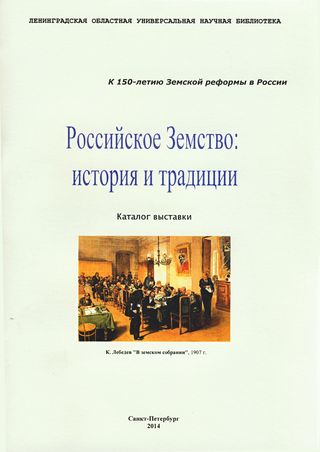 ЛЕНИНГРАДСКАЯ ОБЛАСТНАЯ УНИВЕРСАЛЬНАЯ НАУЧНАЯ БИБЛИОТЕКА
К 150-летию Земской реформы в России
Российское Земство:
история и традиции
Каталог выставки
К. Лебедев "В земском собрании", 1907 г.
Санкт-Петербург
2014